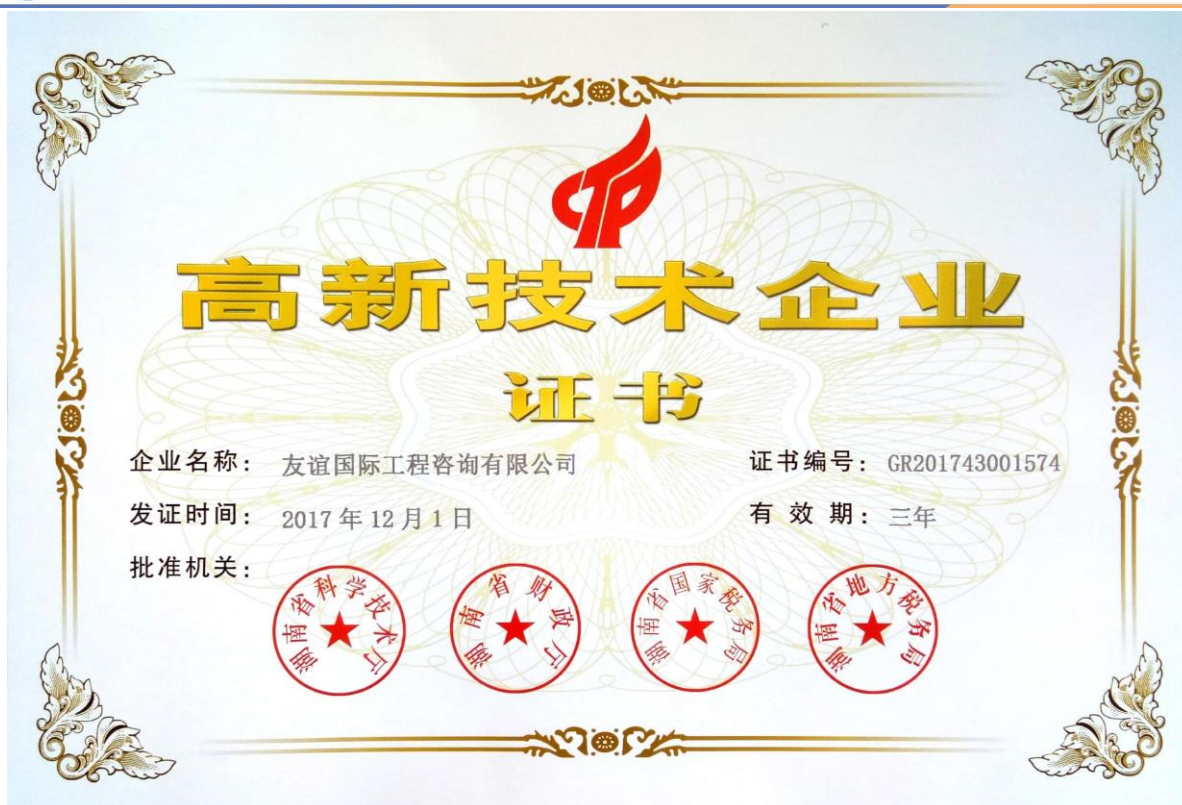 高新技术企业
证书
企业名称： 友谊国际工程咨询有限公司
证书编号： GR201743001574
发证时间： 2017年12月1日
有 效 期： 三年
批准机关：
湖南省科学技术厅
湖南省财政厅
湖南省国家税务局
湖南省地方税务局